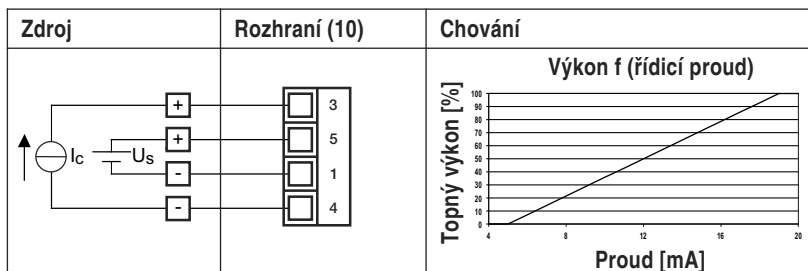 Zdroj Rozhraní (10) Chování
+ 3
+ 5
Ic Us
- 1
- 4
Výkon f (řídicí proud)
Topný výkon [%]
100
90
80
70
60
50
40
30
20
10
0
4 8 12 16 20
Proud [mA]